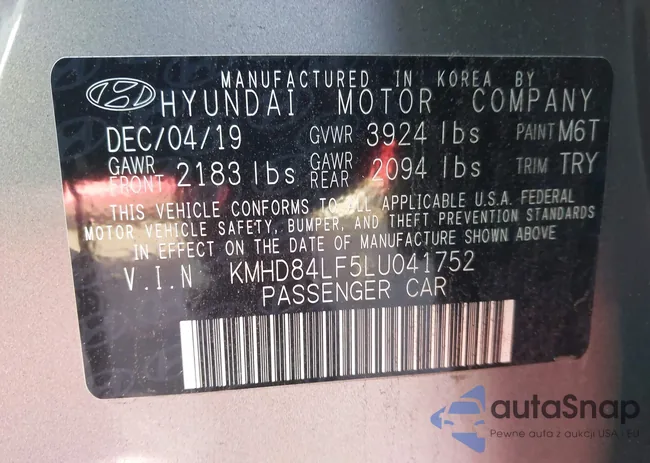 MANUFACTURED IN KOREA BY
HYUNDAI MOTOR COMPANY
DEC/04/19 GVWR 3924 lbs PAINT M6T
GAWR FRONT 2183 lbs GAWR REAR 2094 lbs TRIM TRY
THIS VEHICLE CONFORMS TO ALL APPLICABLE U.S.A. FEDERAL
MOTOR VEHICLE SAFETY, BUMPER, AND THEFT PREVENTION STANDARDS
IN EFFECT ON THE DATE OF MANUFACTURE SHOWN ABOVE
V.I.N KMHD84LF5LU041752
PASSENGER CAR
autaSnap
Pewne auta z aukcji USA - EU